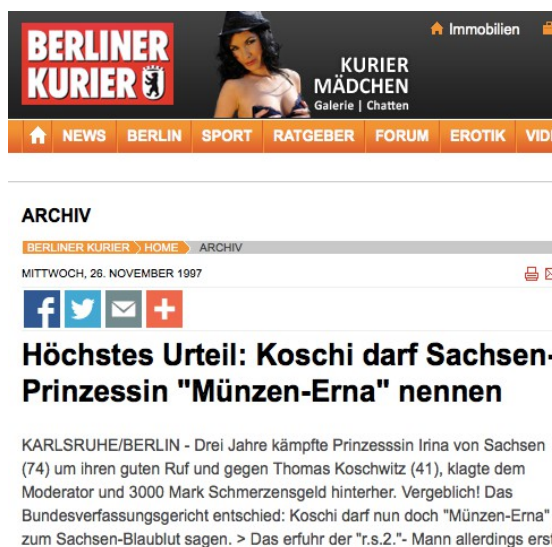 BERLINER
KURIER
Immobilien
KURIER
MÄDCHEN
Galerie | Chatten
NEWS BERLIN SPORT RATGEBER FORUM EROTIK VID
ARCHIV
BERLINER KURIER HOME ARCHIV
MITTWOCH, 26. NOVEMBER 1997
Höchstes Urteil: Koschi darf Sachsen-
Prinzessin "Münzen-Erna" nennen
KARLSRUHE/BERLIN - Drei Jahre kämpfte Prinzesssin Irina von Sachsen
(74) um ihren guten Ruf und gegen Thomas Koschwitz (41), klagte dem
Moderator und 3000 Mark Schmerzensgeld hinterher. Vergeblich! Das
Bundesverfassungsgericht entschied: Koschi darf nun doch "Münzen-Erna"
zum Sachsen-Blaublut sagen. > Das erfuhr der "r.s.2."- Mann allerdings erst